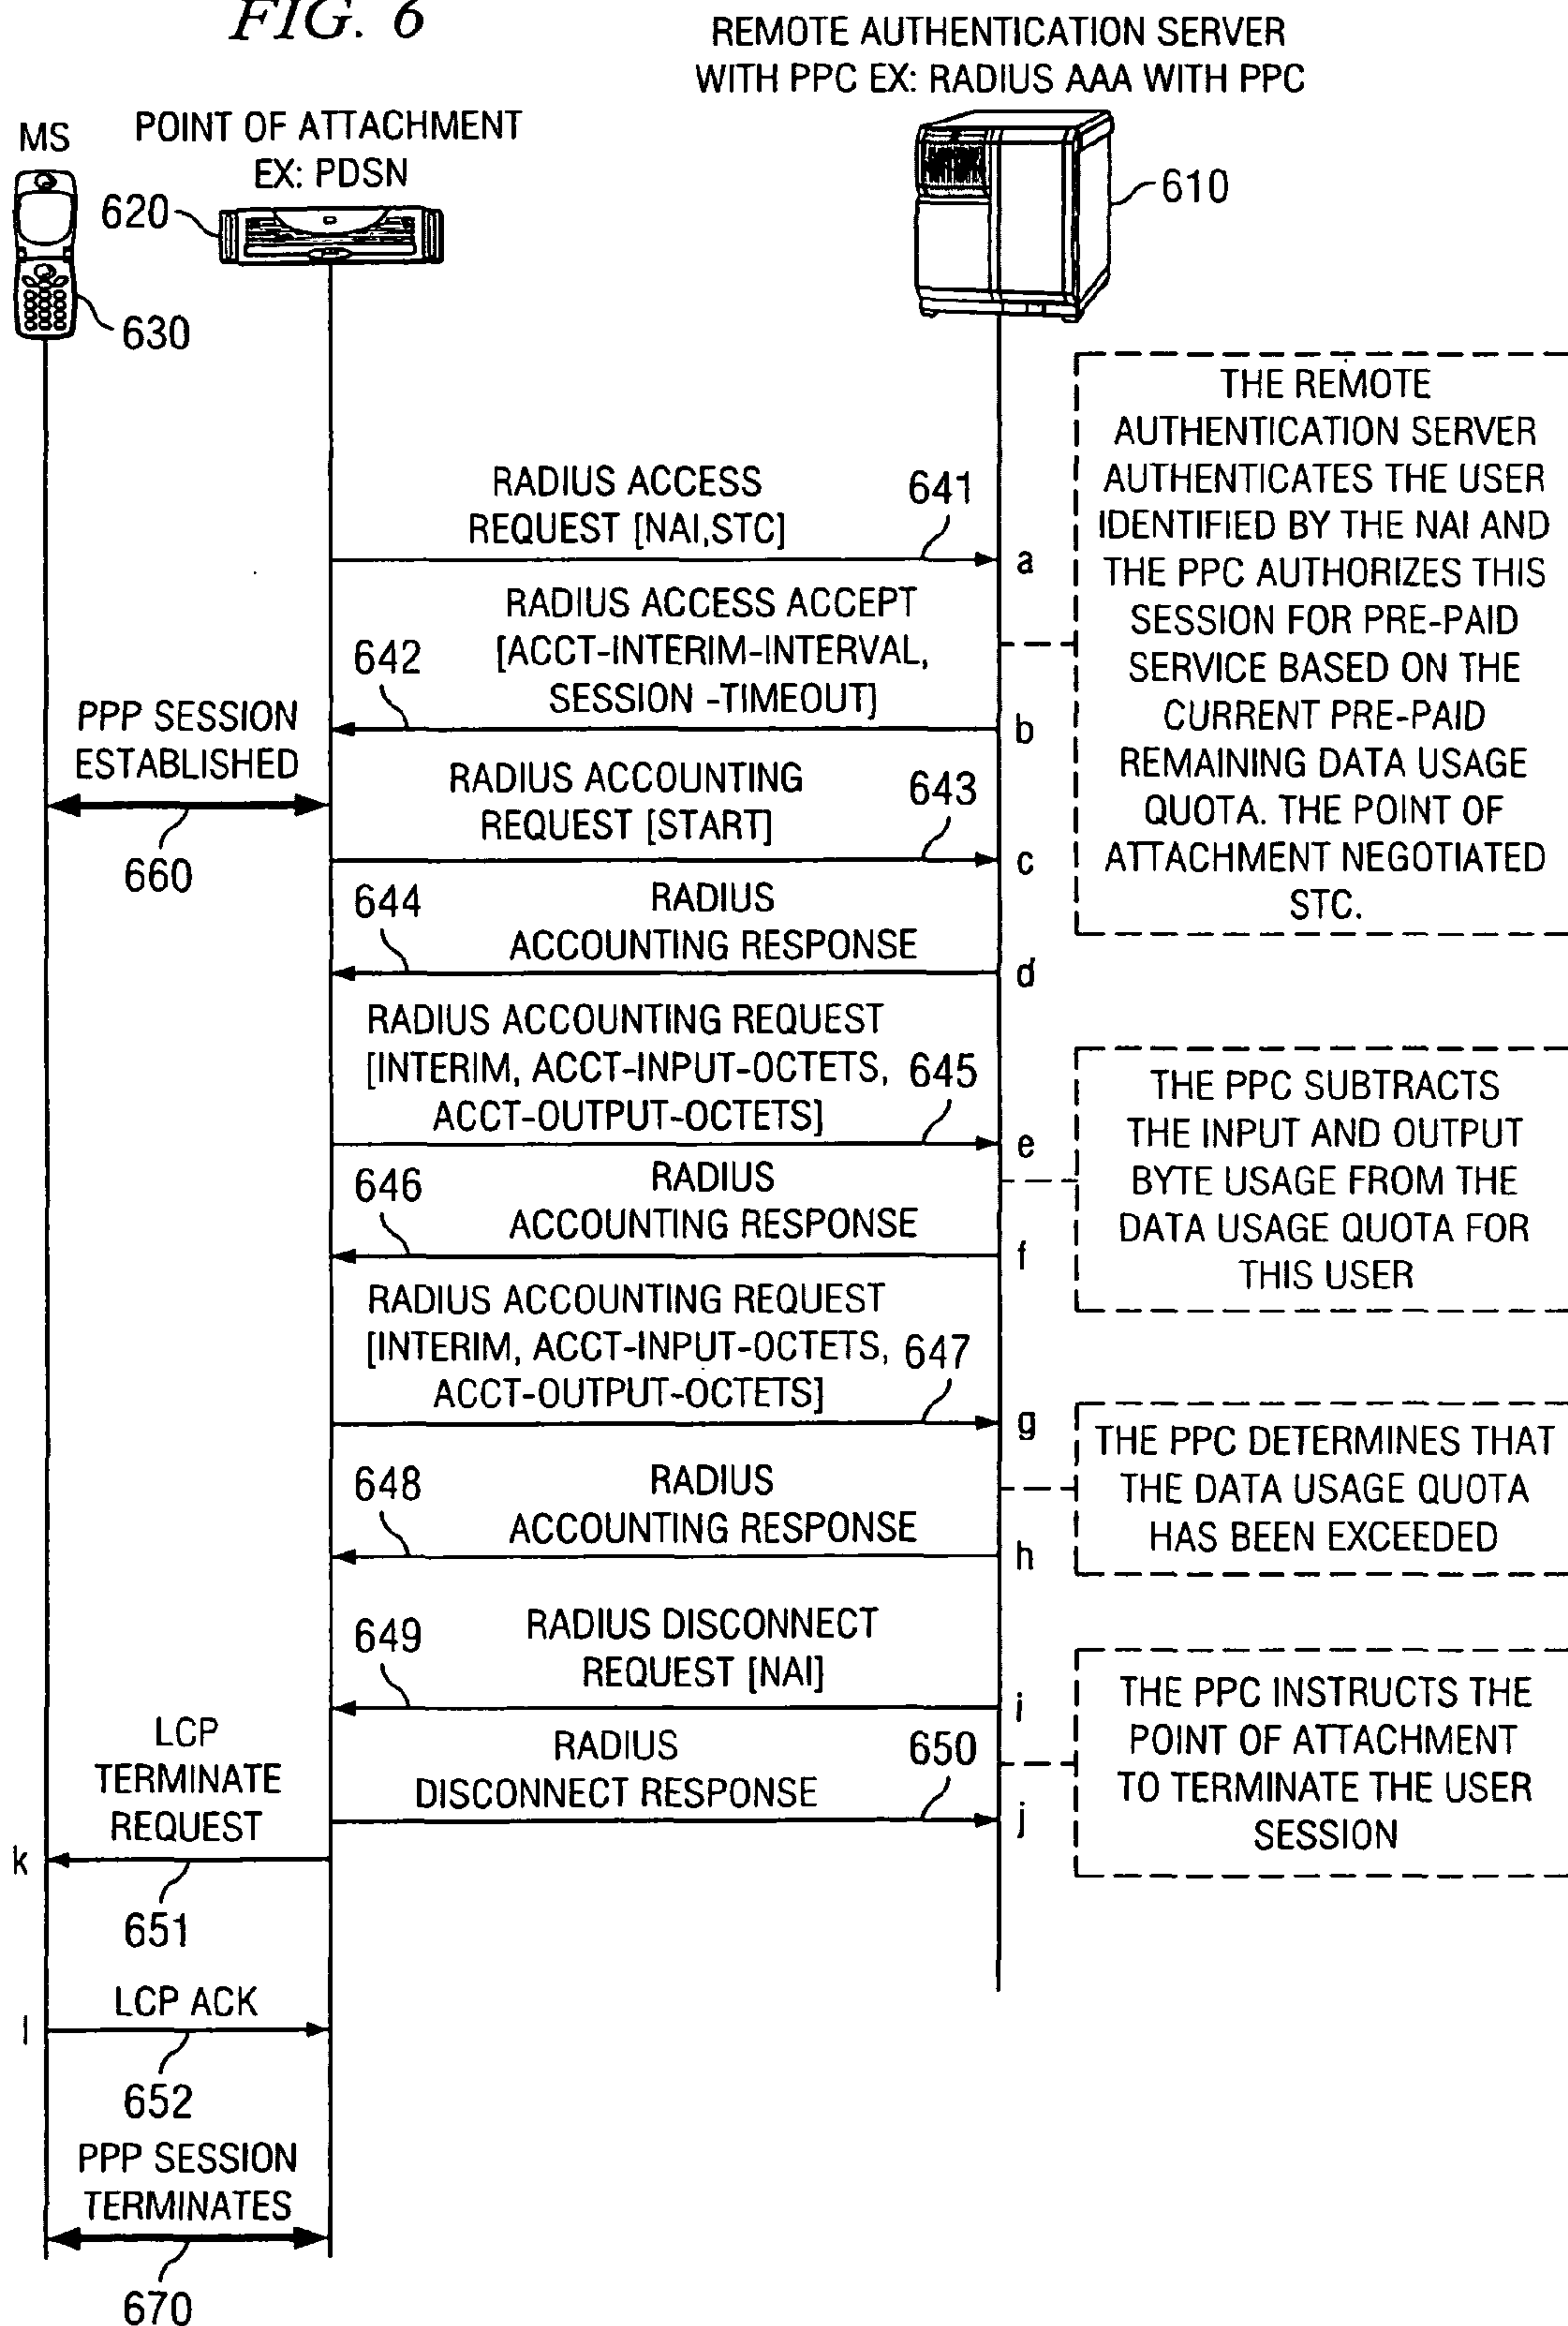 FIG. 6
REMOTE AUTHENTICATION SERVER
WITH PPC EX: RADIUS AAA WITH PPC
MS
POINT OF ATTACHMENT
EX: PDSN
620
610
630
THE REMOTE
AUTHENTICATION SERVER
AUTHENTICATES THE USER
IDENTIFIED BY THE NAI AND
THE PPC AUTHORIZES THIS
SESSION FOR PRE-PAID
SERVICE BASED ON THE
CURRENT PRE-PAID
REMAINING DATA USAGE
QUOTA. THE POINT OF
ATTACHMENT NEGOTIATED
STC.
RADIUS ACCESS
REQUEST [NAI,STC]
641
a
RADIUS ACCESS ACCEPT
[ACCT-INTERIM-INTERVAL,
SESSION -TIMEOUT]
642
b
PPP SESSION
ESTABLISHED
660
RADIUS ACCOUNTING
REQUEST [START]
643
c
644
RADIUS
ACCOUNTING RESPONSE
d
RADIUS ACCOUNTING REQUEST
[INTERIM, ACCT-INPUT-OCTETS,
ACCT-OUTPUT-OCTETS]
645
e
THE PPC SUBTRACTS
THE INPUT AND OUTPUT
BYTE USAGE FROM THE
DATA USAGE QUOTA FOR
THIS USER
646
RADIUS
ACCOUNTING RESPONSE
f
RADIUS ACCOUNTING REQUEST
[INTERIM, ACCT-INPUT-OCTETS,
ACCT-OUTPUT-OCTETS]
647
g
THE PPC DETERMINES THAT
THE DATA USAGE QUOTA
HAS BEEN EXCEEDED
648
RADIUS
ACCOUNTING RESPONSE
h
649
RADIUS DISCONNECT
REQUEST [NAI]
i
THE PPC INSTRUCTS THE
POINT OF ATTACHMENT
TO TERMINATE THE USER
SESSION
RADIUS
DISCONNECT RESPONSE
650
j
LCP
TERMINATE
REQUEST
k
651
LCP ACK
l
652
PPP SESSION
TERMINATES
670